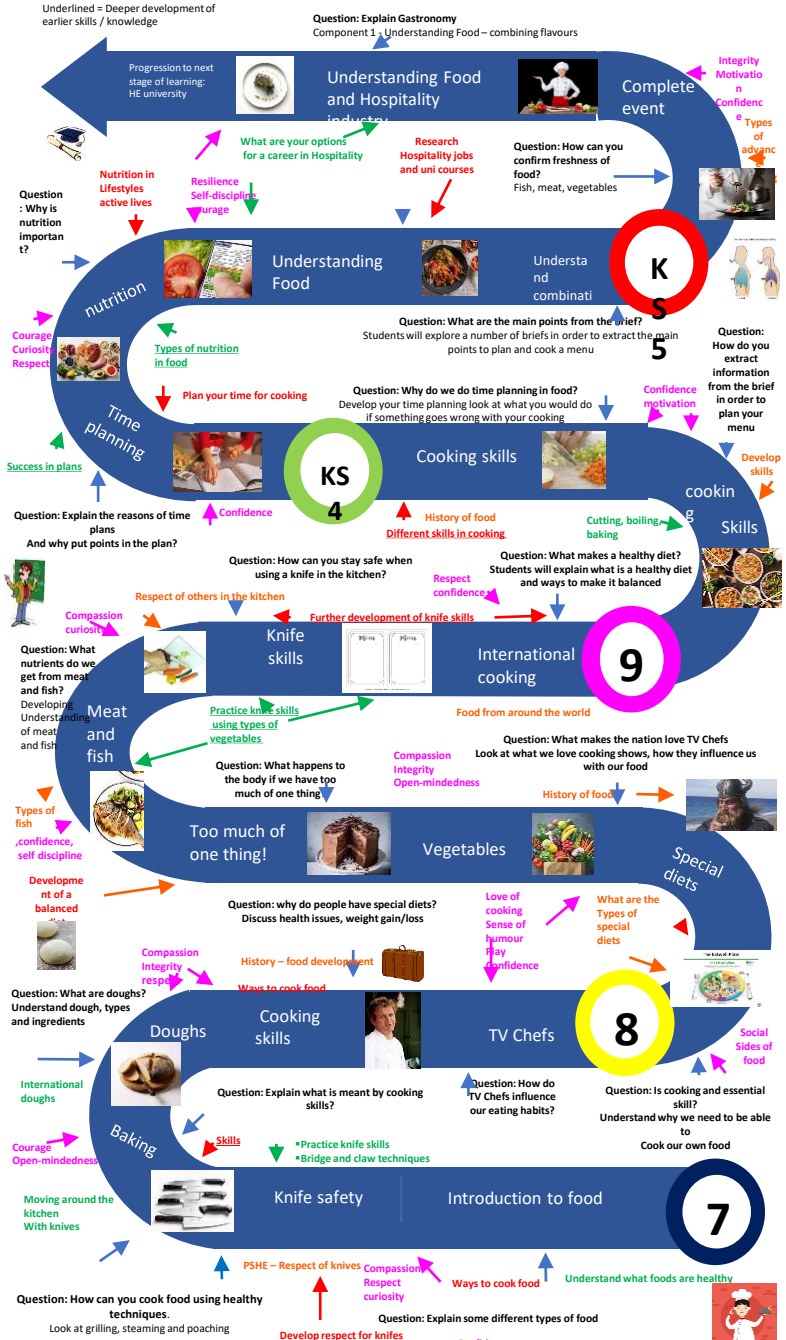 Underlined = Deeper development of
earlier skills / knowledge
Question: Explain Gastronomy
Component 1 - Understanding Food – combining flavours
Progression to next
stage of learning:
HE university
Understanding Food
and Hospitality
industry
Complete
event
Integrity
Motivatio
n
Confidenc
e
Types
of
advanc
What are your options
for a career in Hospitality
Research
Hospitality jobs
and uni courses
Question: How can you
confirm freshness of
food?
Fish, meat, vegetables
Nutrition in
Lifestyles
active lives
Resilience
Self-discipline
Question
: Why is
nutrition
importan
t?
nutrition
Understanding
Food
Understa
nd
combinati
K
S
5
Question: What are the main points from the brief?
Students will explore a number of briefs in order to extract the main
points to plan and cook a menu
Courage
Curiosity
Respect
Types of nutrition
in food
Question:
How do you
extract
information
from the brief
in order to
plan your
menu
Plan your time for cooking
Question: Why do we do time planning in food?
Develop your time planning look at what you would do
if something goes wrong with your cooking
Confidence
motivation
Time
planning
KS
4
Cooking skills
cookin
g
Skills
Develop
skills
Success in plans
Question: Explain the reasons of time
plans
And why put points in the plan?
Confidence
History of food
Different skills in cooking
Cutting, boiling,
baking
Question: How can you stay safe when
using a knife in the kitchen?
Question: What makes a healthy diet?
Students will explain what is a healthy diet
and ways to make it balanced
Respect
confidence
Respect of others in the kitchen
Compassion
curiosity
Further development of knife skills
Knife
skills
International
cooking
9
Question: What
nutrients do we
get from meat
and fish?
Developing
Understanding
of meat
and fish
Meat
and
fish
Practice knife skills
using types of
vegetables
Food from around the world
Question: What makes the nation love TV Chefs
Look at what we love cooking shows, how they influence us
with our food
Question: What happens to
the body if we have too
much of one thing?
Compassion
Integrity
Open-mindedness
History of food
Types of
fish
,confidence,
self discipline
Too much of
one thing!
Vegetables
Special
diets
Developme
nt of a
balanced
diet
Question: why do people have special diets?
Discuss health issues, weight gain/loss
Love of
cooking
Sense of
humour
Play
Confidence
What are the
Types of
special
diets
Compassion
Integrity
respect
History – food development
Ways to cook food
The Eatwell Plate
Question: What are doughs?
Understand dough, types
and ingredients
Doughs
Cooking
skills
TV Chefs
8
Social
Sides of
food
International
doughs
Question: Explain what is meant by cooking
skills?
Question: How do
TV Chefs influence
our eating habits?
Question: Is cooking and essential
skill?
Understand why we need to be able
to
Cook our own food
Courage
Open-mindedness
Baking
Skills
▪Practice knife skills
▪Bridge and claw techniques
Moving around the
kitchen
With knives
Knife safety
Introduction to food
7
PSHE – Respect of knives
Compassion
Respect
curiosity
Ways to cook food
Understand what foods are healthy
Question: How can you cook food using healthy
techniques.
Look at grilling, steaming and poaching
Develop respect for knifes
Question: Explain some different types of food